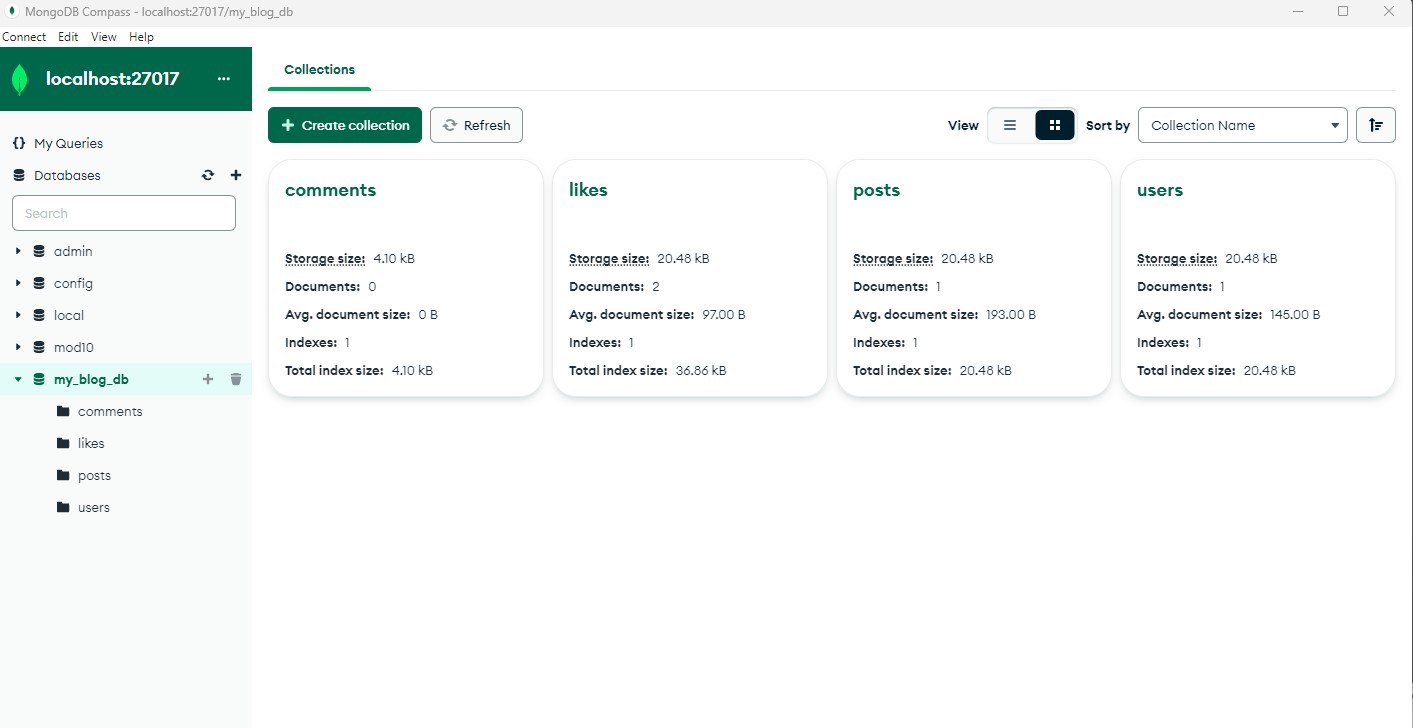 MongoDB Compass - localhost:27017/my_blog_db
Connect Edit View Help
localhost:27017 ...
{} My Queries
Databases
Search
admin
config
local
mod10
my_blog_db
comments
likes
posts
users
Collections
Create collection Refresh View Sort by Collection Name
comments
Storage size: 4.10 kB
Documents: 0
Avg. document size: 0 B
Indexes: 1
Total index size: 4.10 kB
likes
Storage size: 20.48 kB
Documents: 2
Avg. document size: 97.00 B
Indexes: 1
Total index size: 36.86 kB
posts
Storage size: 20.48 kB
Documents: 1
Avg. document size: 193.00 B
Indexes: 1
Total index size: 20.48 kB
users
Storage size: 20.48 kB
Documents: 1
Avg. document size: 145.00 B
Indexes: 1
Total index size: 20.48 kB